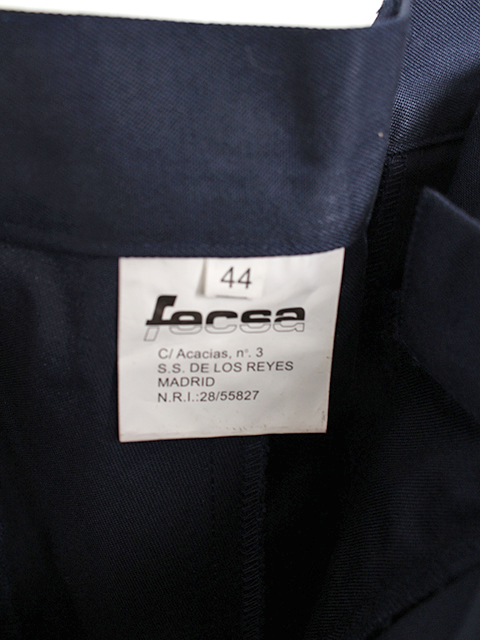 44
fecsa
C/ Acacias, nº. 3
S.S. DE LOS REYES
MADRID
N.R.I.:28/55827